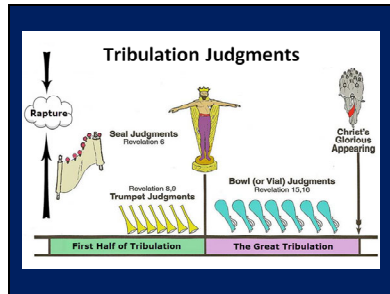 Tribulation Judgments
Rapture
Seal Judgments
Revelation 6
Christ's
Glorious
Appearing
Revelation 8,9
Trumpet Judgments
Bowl (or Vial) Judgments
Revelation 15,16
First Half of Tribulation
The Great Tribulation